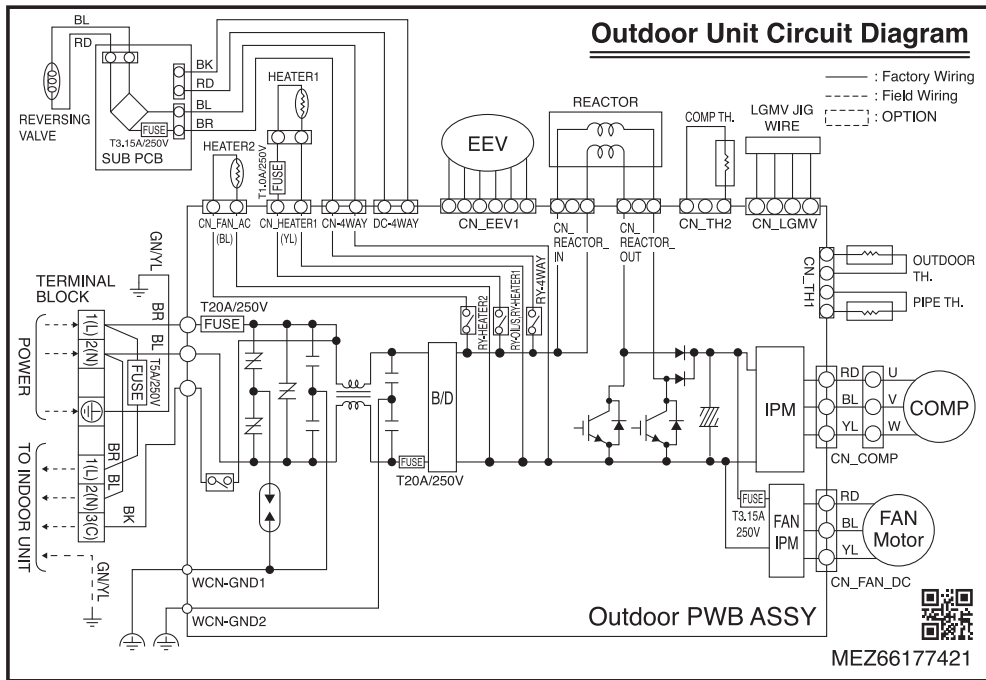 Outdoor Unit Circuit Diagram
: Factory Wiring
: Field Wiring
: OPTION
BL
RD
REVERSING
VALVE
BK
RD
BL
BR
FUSE
T3.15A/250V
SUB PCB
HEATER1
HEATER2
T1.0A/250V
FUSE
REACTOR
EEV
COMP TH.
LGMV JIG
WIRE
CN_FAN_AC
(BL)
CN_HEATER1
(YL)
CN-4WAY
DC-4WAY
CN_EEV1
CN_
REACTOR_
IN
CN_
REACTOR_
OUT
CN_TH2
CN_LGMV
CN_TH1
OUTDOOR
TH.
PIPE TH.
GN/YL
TERMINAL
BLOCK
POWER
1(L)
2(N)
BR
BL
FUSE
T5A/250V
T20A/250V
FUSE
RY-HEATER2
RY-OIL/S,RY-HEATER1
RY-4WAY
B/D
IPM
RD
BL
YL
U
V
W
COMP
CN_COMP
TO INDOOR UNIT
1(L)
2(N)
3(C)
BR
BL
BK
GN/YL
FUSE
T20A/250V
FUSE
T3.15A
250V
FAN
IPM
RD
BL
YL
FAN
Motor
CN_FAN_DC
WCN-GND1
WCN-GND2
Outdoor PWB ASSY
MEZ66177421